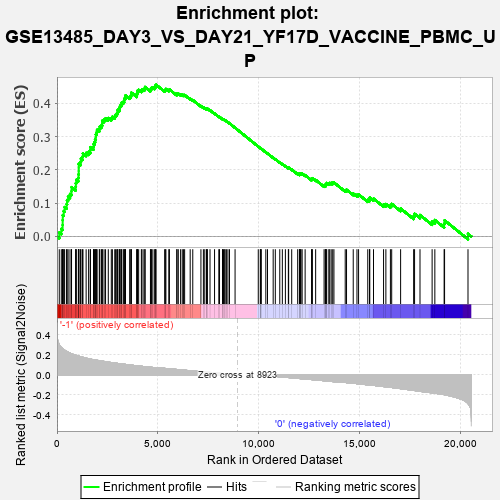 Enrichment plot:
GSE13485_DAY3_VS_DAY21_YF17D_VACCINE_PBMC_U
P
Enrichment score (ES)
0.4
0.3
0.2
0.1
0.0
Ranked list metric (Signal2Noise)
'-1' (positively correlated)
0.4
0.2
0.0
-0.2
-0.4
Zero cross at 8923
'0' (negatively correlated)
0
5,000
10,000
15,000
20,000
Rank in Ordered Dataset
Enrichment profile
Hits
Ranking metric scores